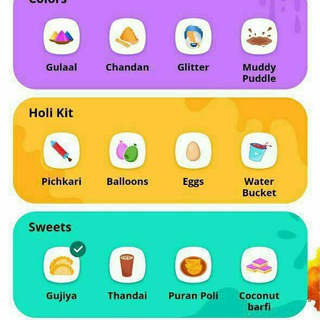 Colors
Gulaal Chandan Glitter Muddy
Puddle
Holi Kit
Pichkari Balloons Eggs Water
Bucket
Sweets
Gujiya Thandai Puran Poli Coconut
barfi